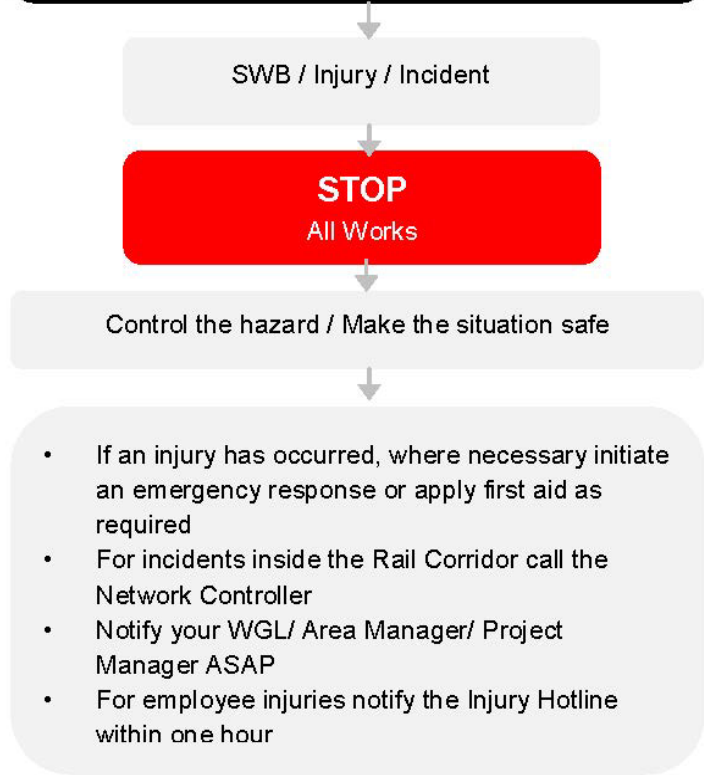 SWB / Injury / Incident
STOP
All Works
Control the hazard / Make the situation safe
• If an injury has occurred, where necessary initiate
an emergency response or apply first aid as
required
• For incidents inside the Rail Corridor call the
Network Controller
• Notify your WGL/ Area Manager/ Project
Manager ASAP
• For employee injuries notify the Injury Hotline
within one hour